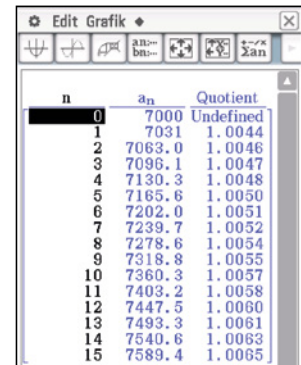 Edit Grafik
an:…
bn:… Σan
n an Quotient
0 7000 Undefined
1 7031 1.0044
2 7063.0 1.0046
3 7096.1 1.0047
4 7130.3 1.0048
5 7165.6 1.0050
6 7202.0 1.0051
7 7239.7 1.0052
8 7278.6 1.0054
9 7318.8 1.0055
10 7360.3 1.0057
11 7403.2 1.0058
12 7447.5 1.0060
13 7493.3 1.0061
14 7540.6 1.0063
15 7589.4 1.0065